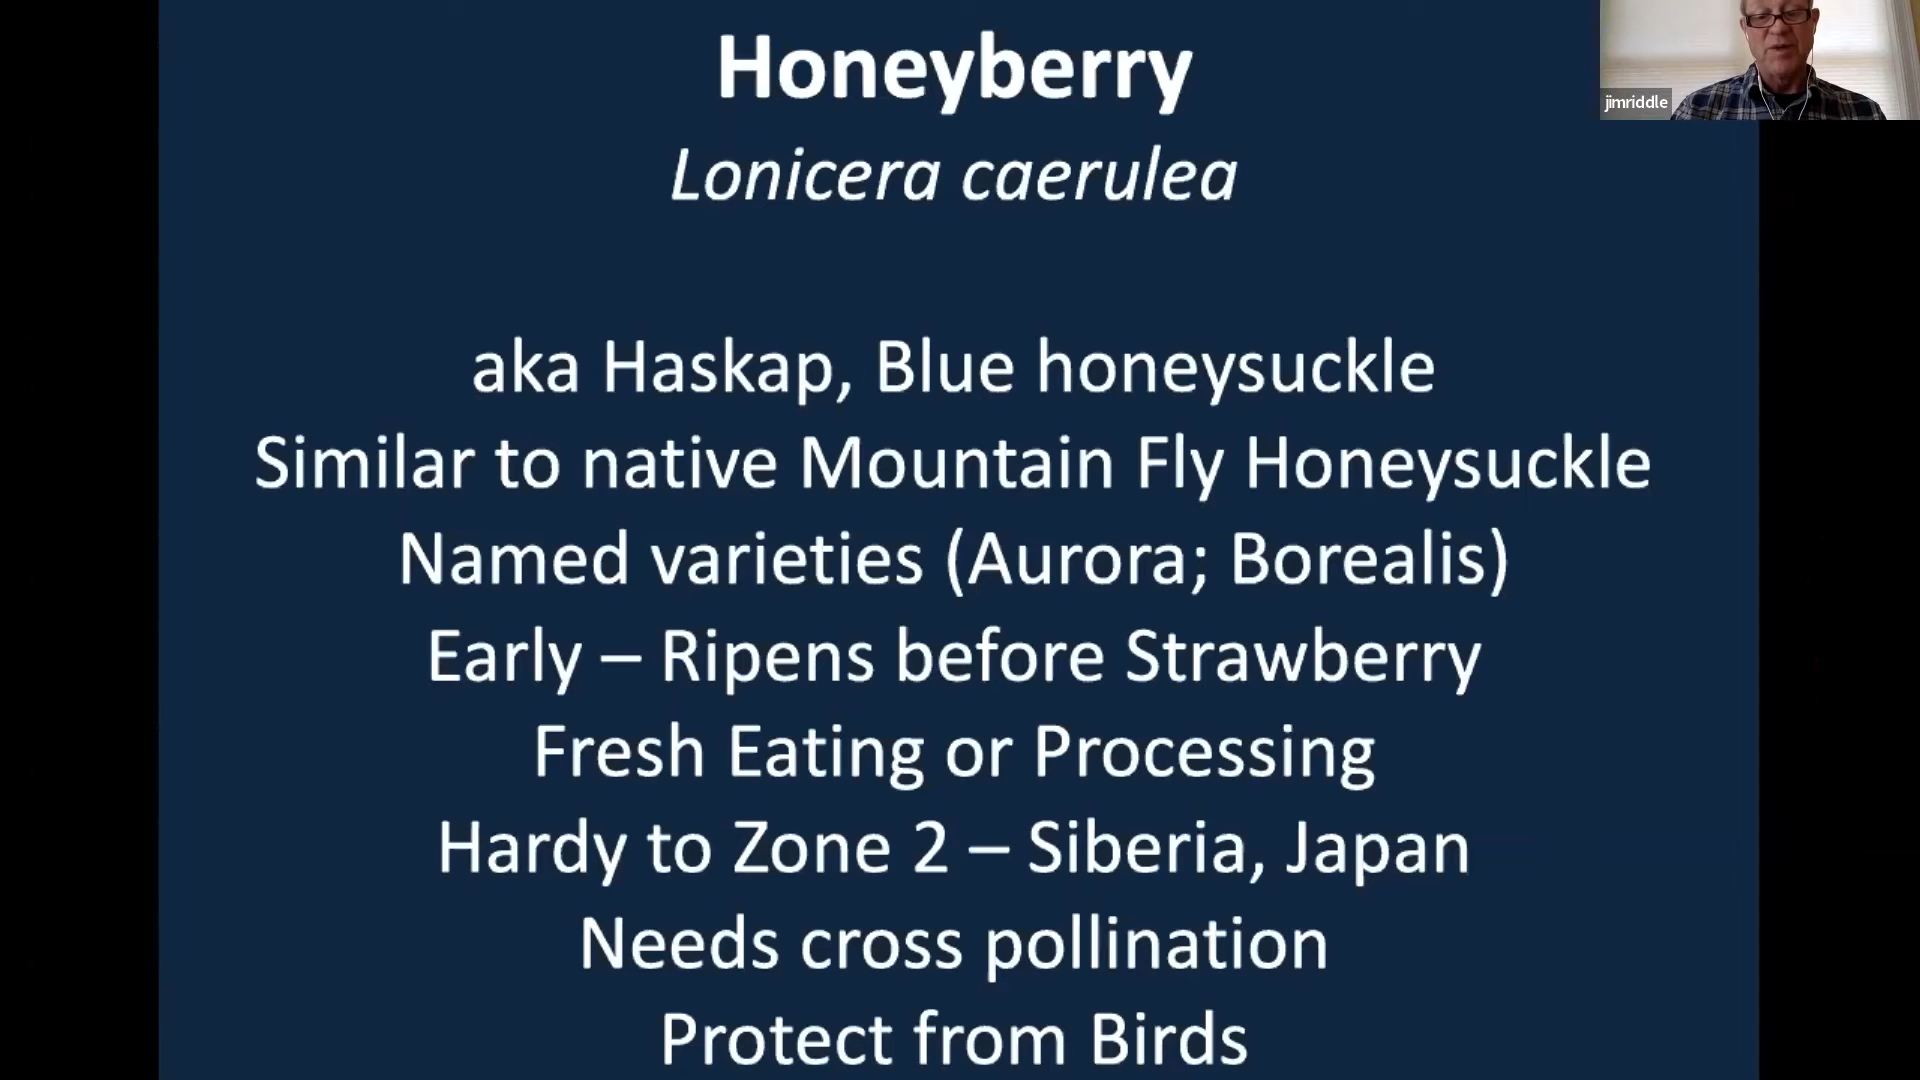 Honeyberry
Lonicera caerulea
jimriddle
aka Haskap, Blue honeysuckle
Similar to native Mountain Fly Honeysuckle
Named varieties (Aurora; Borealis)
Early – Ripens before Strawberry
Fresh Eating or Processing
Hardy to Zone 2 – Siberia, Japan
Needs cross pollination
Protect from Birds